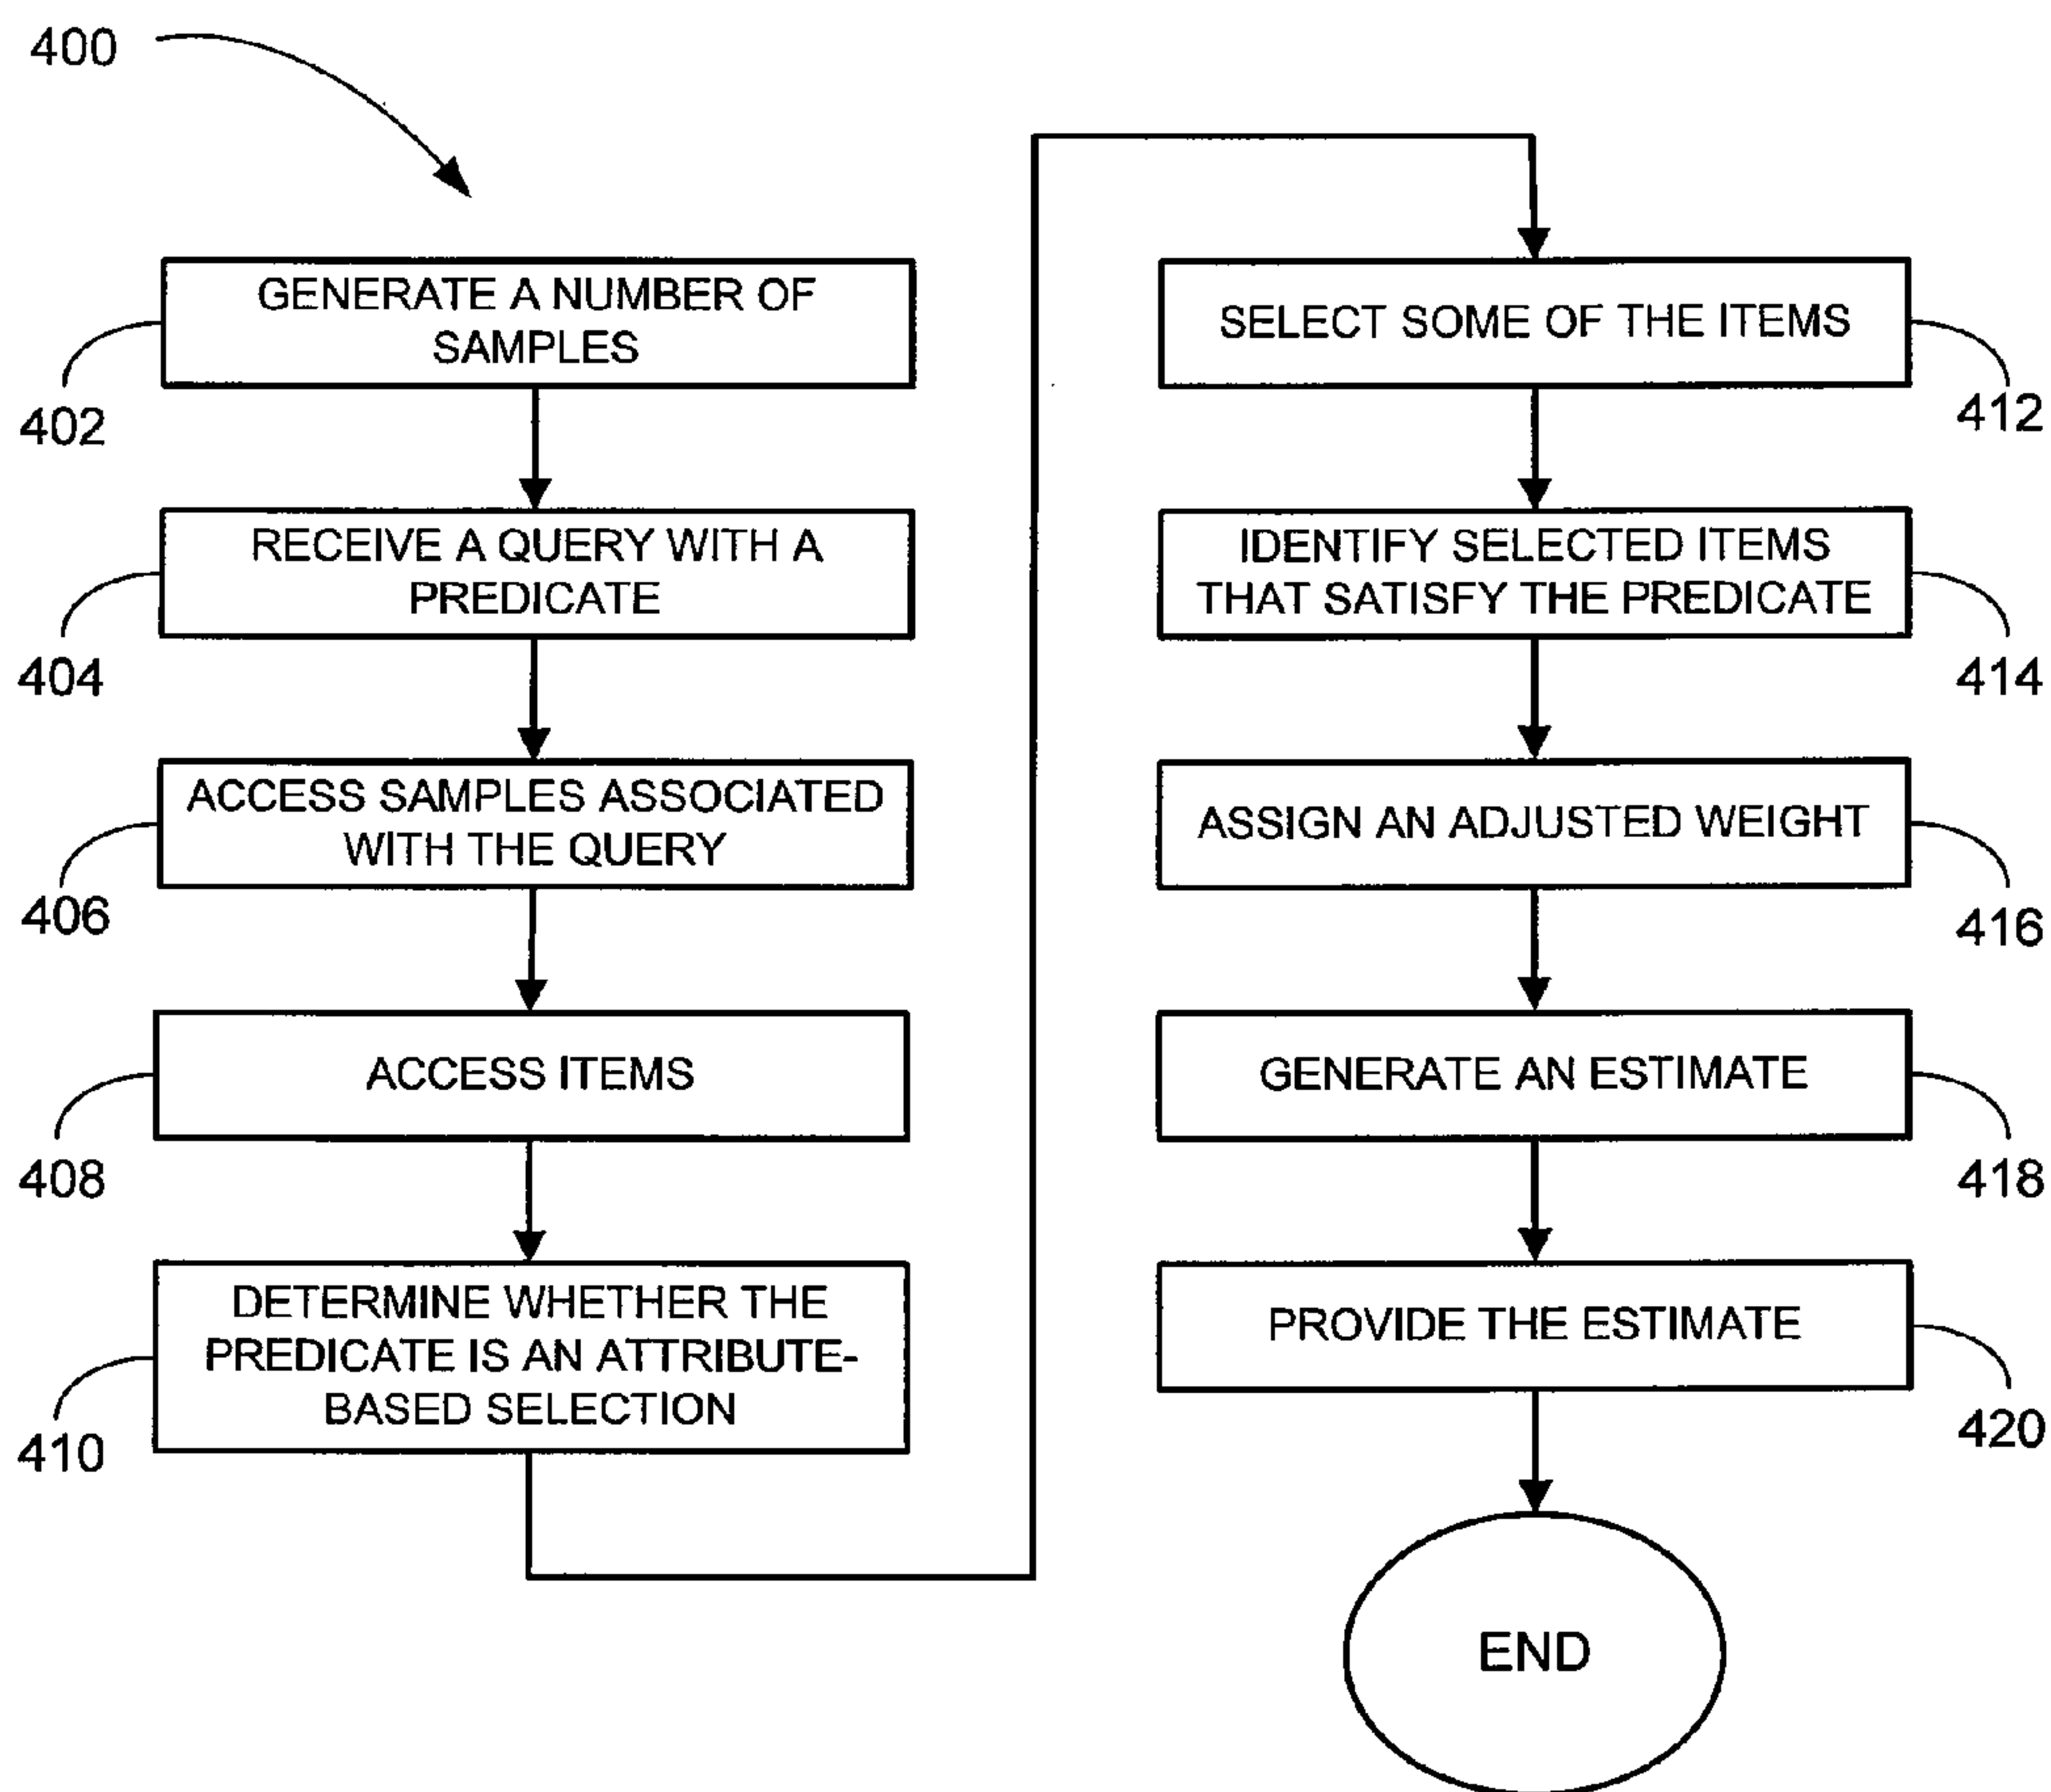 400
GENERATE A NUMBER OF
SAMPLES
402
RECEIVE A QUERY WITH A
PREDICATE
404
ACCESS SAMPLES ASSOCIATED
WITH THE QUERY
406
ACCESS ITEMS
408
DETERMINE WHETHER THE
PREDICATE IS AN ATTRIBUTE-
BASED SELECTION
410
SELECT SOME OF THE ITEMS
412
IDENTIFY SELECTED ITEMS
THAT SATISFY THE PREDICATE
414
ASSIGN AN ADJUSTED WEIGHT
416
GENERATE AN ESTIMATE
418
PROVIDE THE ESTIMATE
420
END